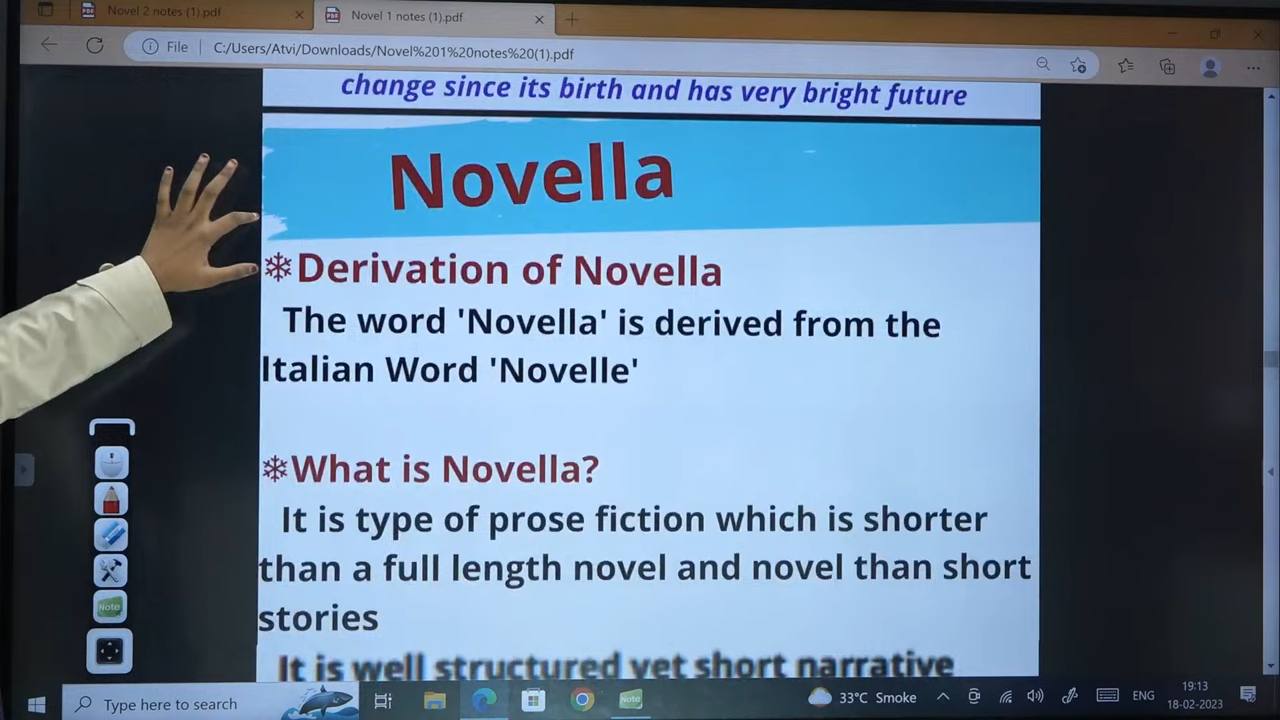 Novel 2 notes (1).pdf
Novel 1 notes (1).pdf
File
C:/Users/Atvi/Downloads/Novel%201%20notes%20(1).pdf
change since its birth and has very bright future
Novella
Derivation of Novella
The word 'Novella' is derived from the
Italian Word 'Novelle'
What is Novella?
It is type of prose fiction which is shorter
than a full length novel and novel than short
stories
It is well structured yet short narrative
Note
Type here to search
Note
33°C Smoke
ENG
19:13
18-02-2023